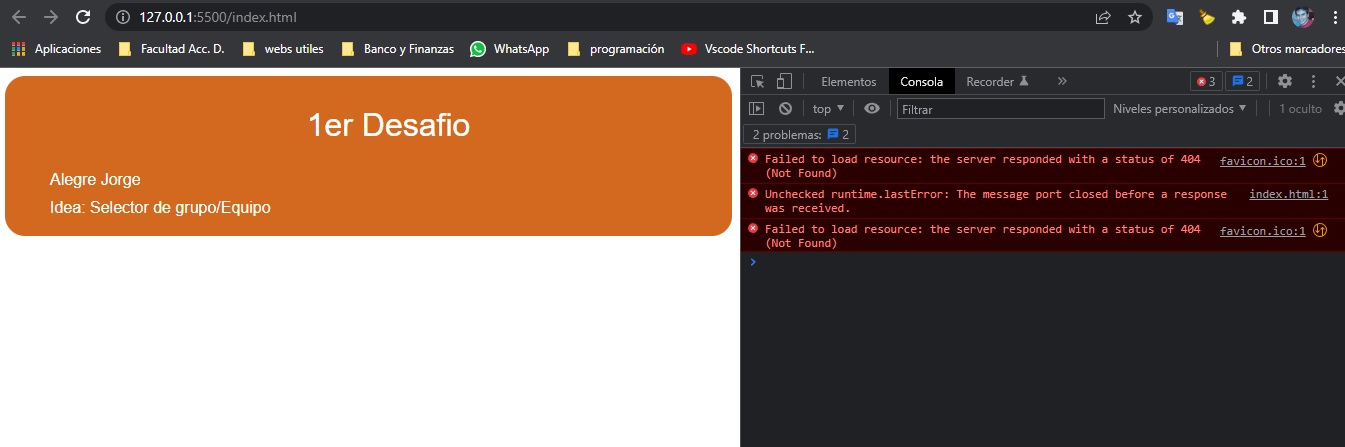 127.0.0.1:5500/index.html
Aplicaciones Facultad Acc. D. webs utiles Banco y Finanzas WhatsApp programación Vscode Shortcuts F... Otros marcadores
1er Desafio
Alegre Jorge
Idea: Selector de grupo/Equipo
Elementos Consola Recorder » 3 2
top Filtrar Niveles personalizados 1 oculto
2 problemas: 2
Failed to load resource: the server responded with a status of 404 favicon.ico:1
(Not Found)
Unchecked runtime.lastError: The message port closed before a response index.html:1
was received.
Failed to load resource: the server responded with a status of 404 favicon.ico:1
(Not Found)